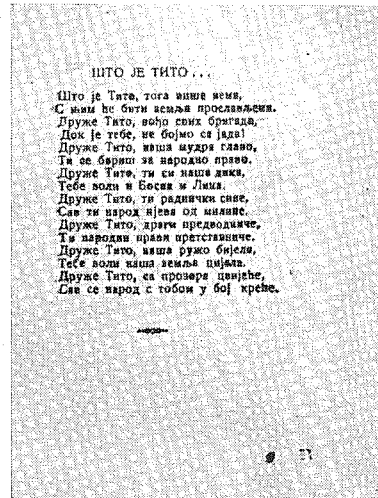 ШТО ЈЕ ТИТО...
Што је Тито, тога више нема,
С њим ће бити земља прослављена.
Друже Тито, вођо свих бригада,
Док је тебе, не бојмо се јада!
Друже Тито, наша мудра главо,
Ти се бориш за народно право.
Друже Тито, ти си наша дика,
Тебе воли и Босна и Лика.
Друже Тито, ти раднички сине,
Сав ти народ пјева од милине.
Друже Тито, драги предводниче,
Ти народни прави претставниче.
Друже Тито, наша ружо бијела,
Тебе воли наша земља цијела.
Друже Тито, са прозора цвијеће,
Сав се народ с тобом у бој креће.